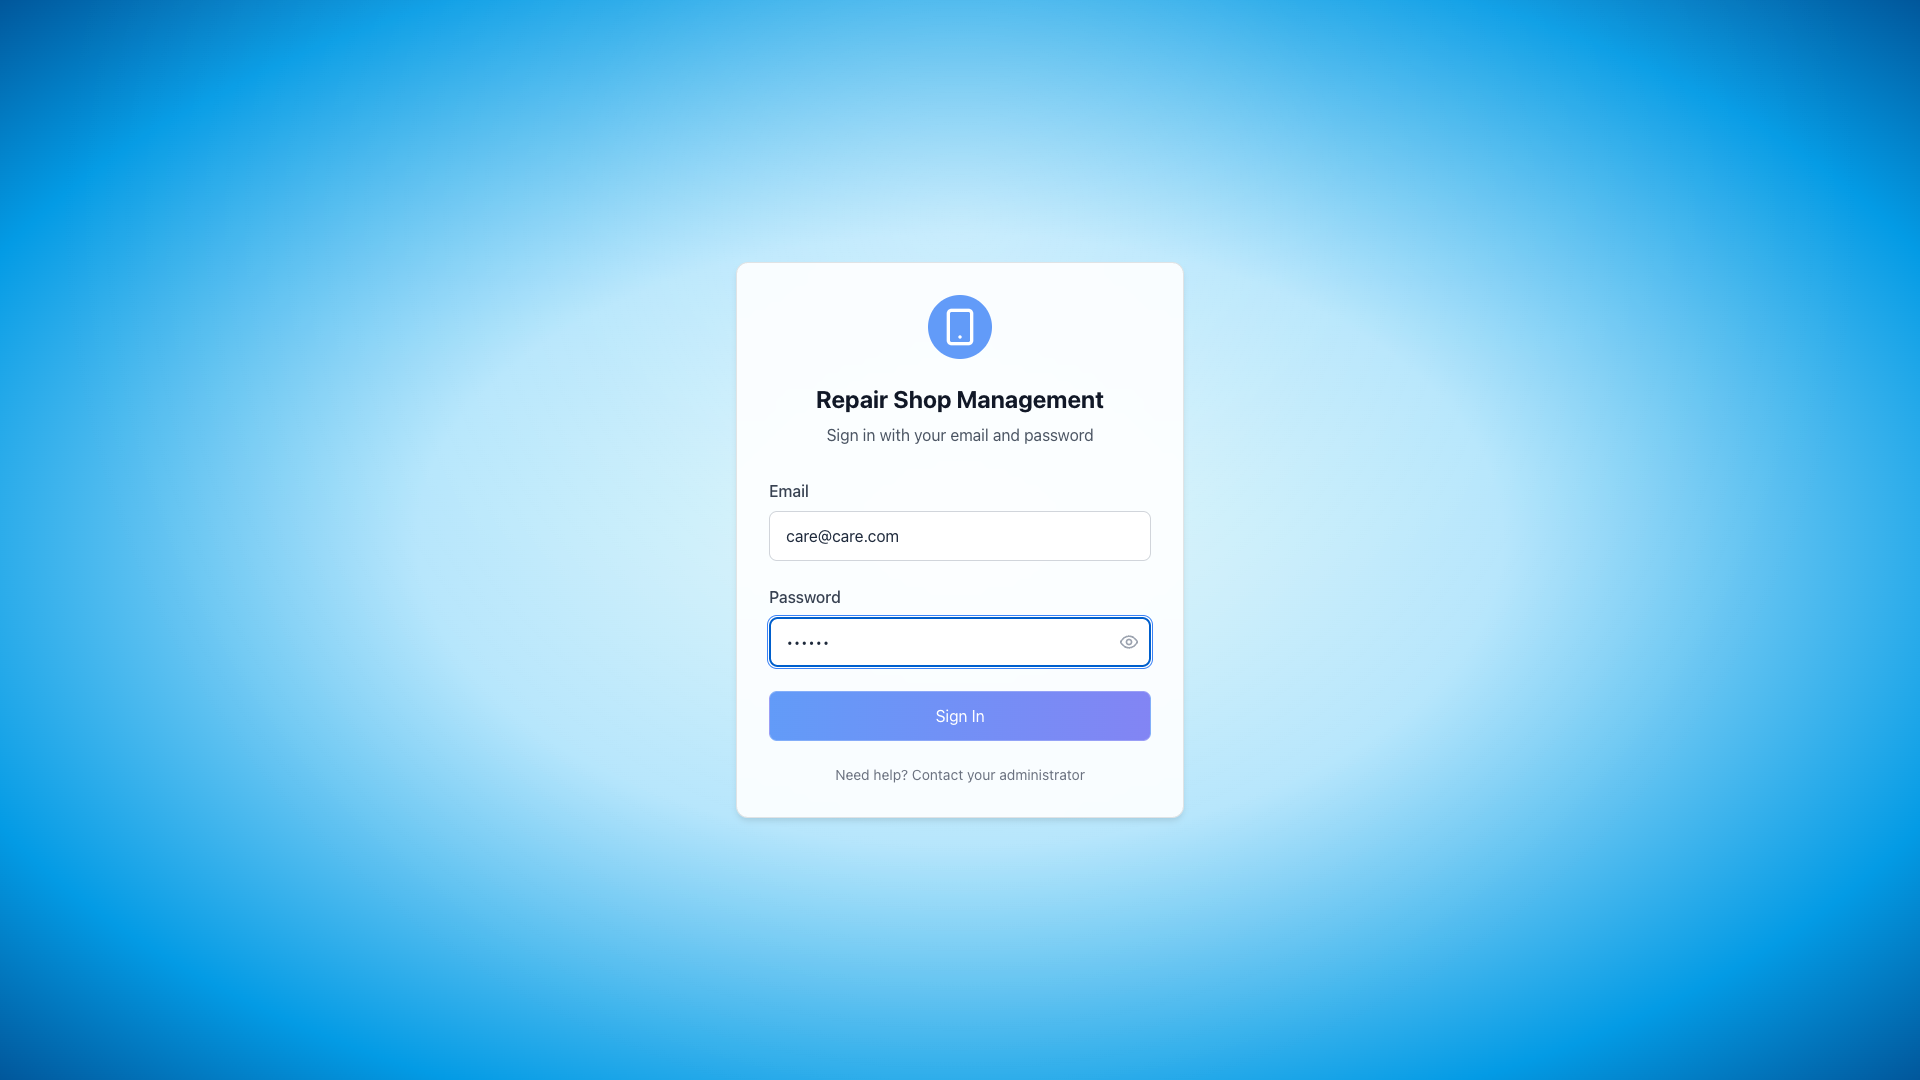 Repair Shop Management
Sign in with your email and password
Email
care@care.com
Password
••••••
Sign In
Need help? Contact your administrator